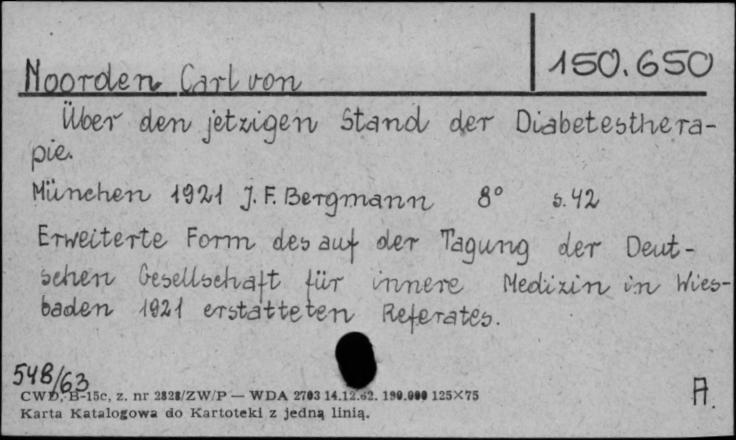 Noorden Carl von 150.650
Über den jetzigen Stand der Diabetesthera-
pie.
München 1921 J. F. Bergmann 8° s. 42
Erweiterte Form des auf der Tagung der Deut-
schen Gesellschaft für innere Medizin in Wies-
baden 1921 erstatteten Referates.
548/63
A.
CWD, B-15c, z. nr 2828/ZW/P — WDA 2703 14.12.62. 190.000 125×75
Karta Katalogowa do Kartoteki z jedną linią.